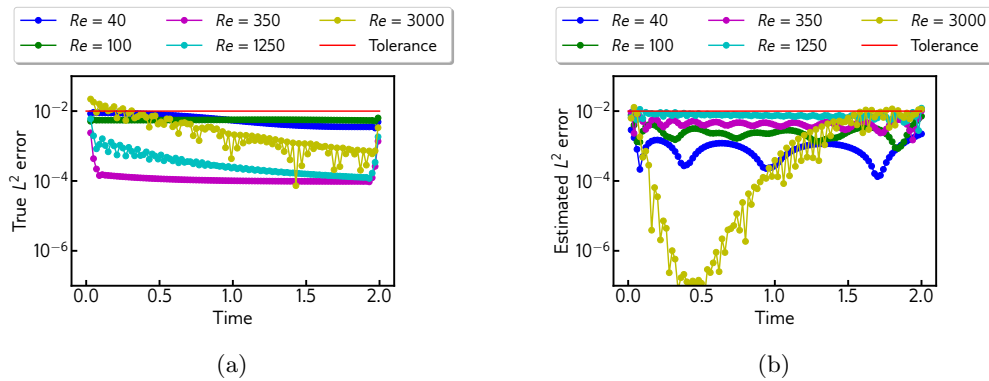 Re = 40 Re = 350 Re = 3000
Re = 100 Re = 1250 Tolerance
True L² error
10⁻²
10⁻⁴
10⁻⁶
0.0 0.5 1.0 1.5 2.0
Time
(a)
Re = 40 Re = 350 Re = 3000
Re = 100 Re = 1250 Tolerance
Estimated L² error
10⁻²
10⁻⁴
10⁻⁶
0.0 0.5 1.0 1.5 2.0
Time
(b)